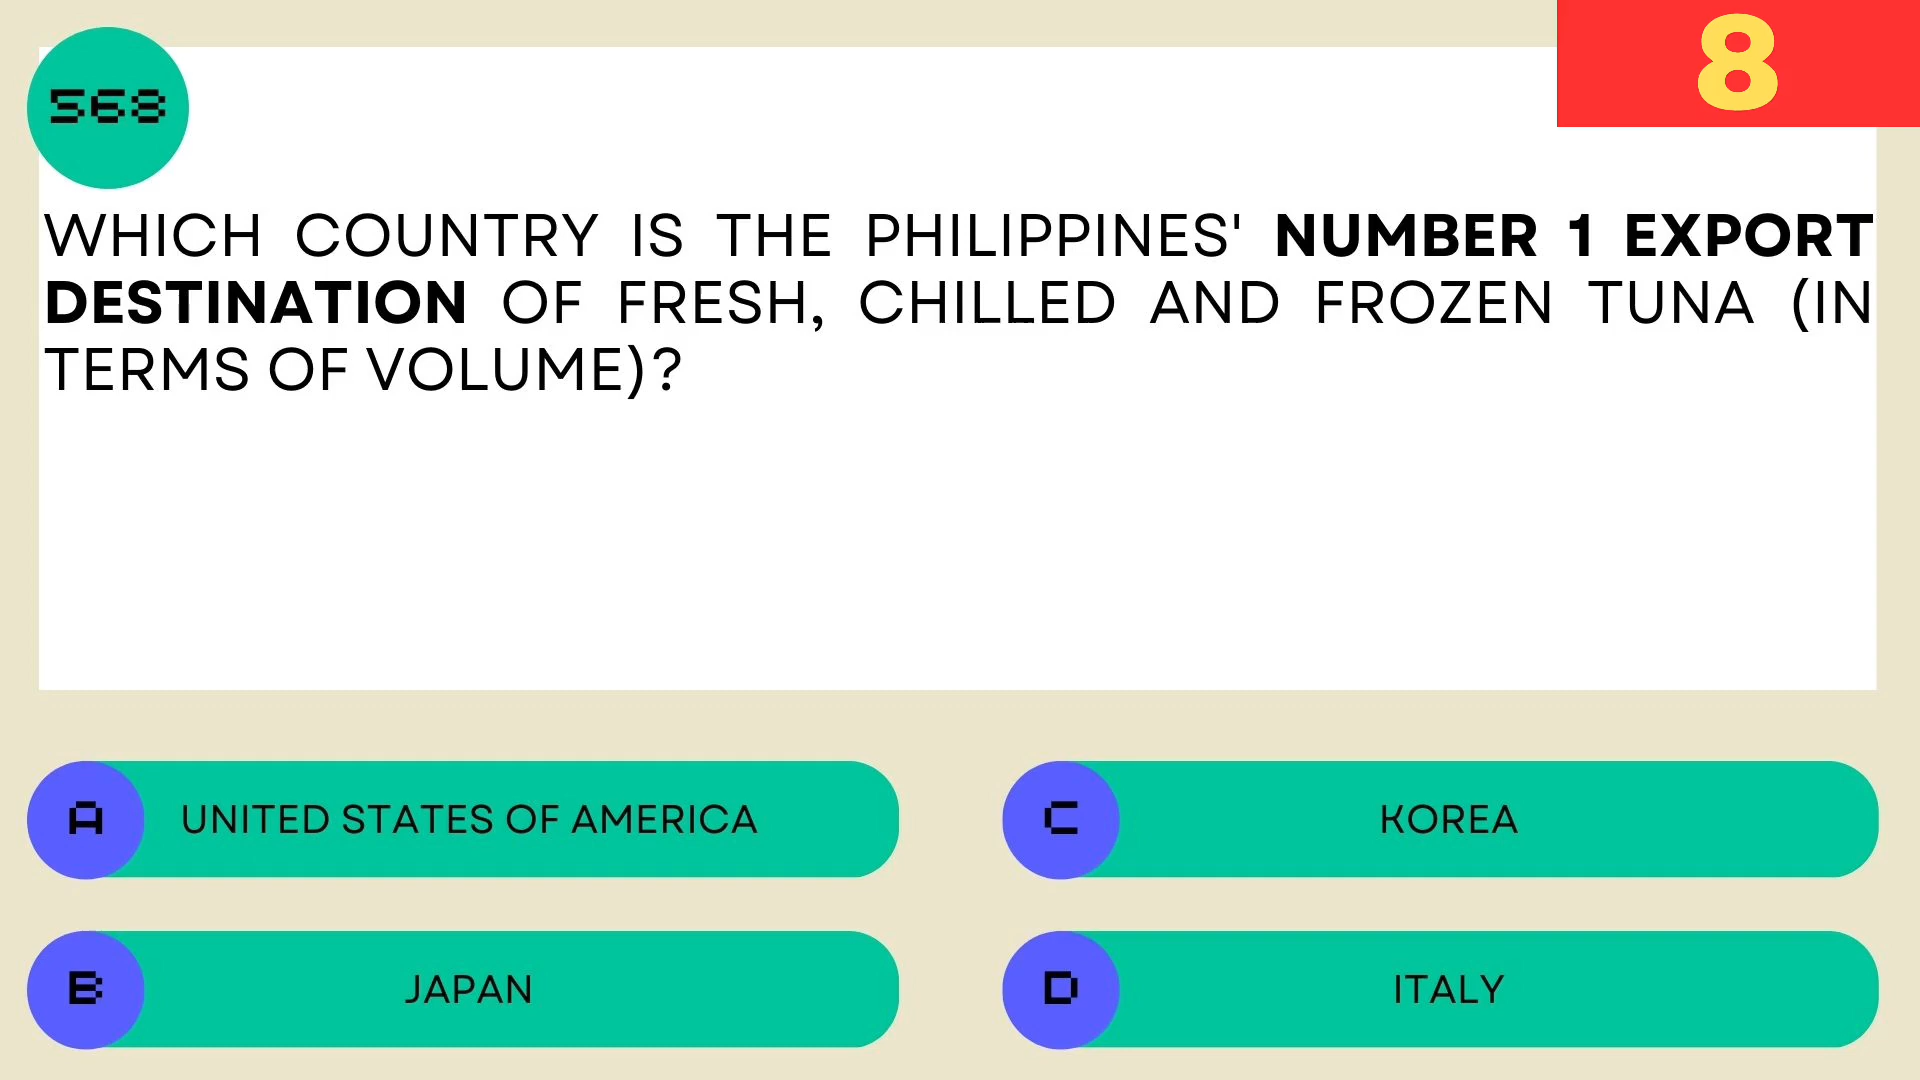 568
8
WHICH COUNTRY IS THE PHILIPPINES' NUMBER 1 EXPORT
DESTINATION OF FRESH, CHILLED AND FROZEN TUNA (IN
TERMS OF VOLUME)?
A UNITED STATES OF AMERICA
C KOREA
B JAPAN
D ITALY